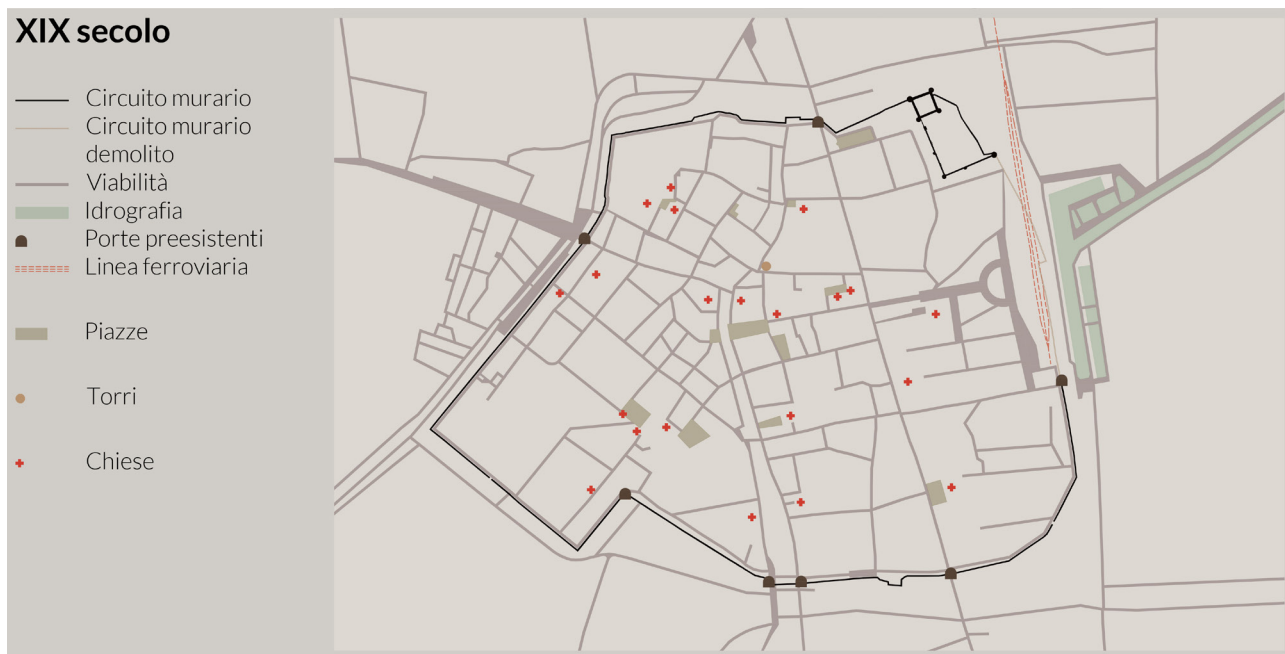 XIX secolo
Circuito murario
Circuito murario
demolito
Viabilità
Idrografia
Porte preesistenti
Linea ferroviaria
Piazze
Torri
Chiese